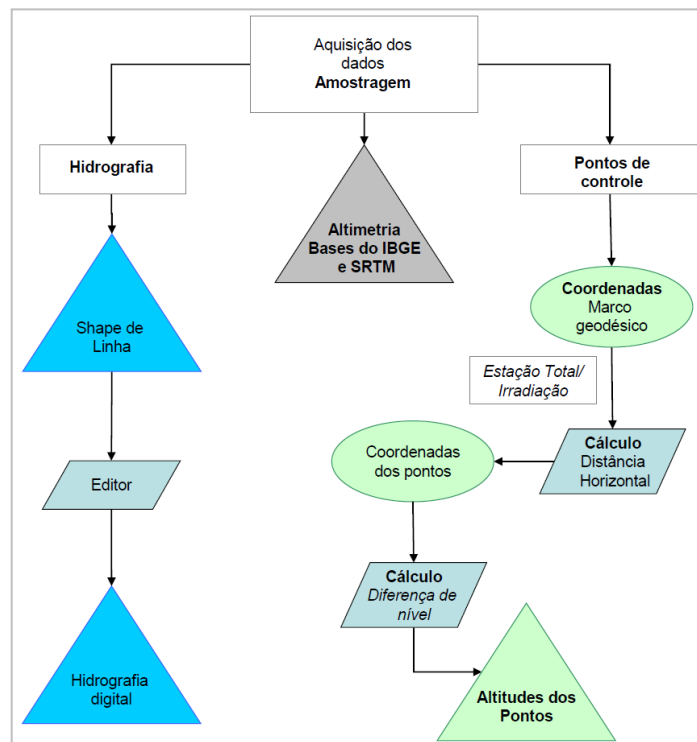 Aquisição dos
dados
Amostragem
Hidrografia
Pontos de
controle
Altimetria
Bases do IBGE
e SRTM
Coordenadas
Marco
geodésico
Shape de
Linha
Estação Total/
Irradiação
Coordenadas
dos pontos
Cálculo
Distância
Horizontal
Editor
Cálculo
Diferença de
nível
Hidrografia
digital
Altitudes dos
Pontos